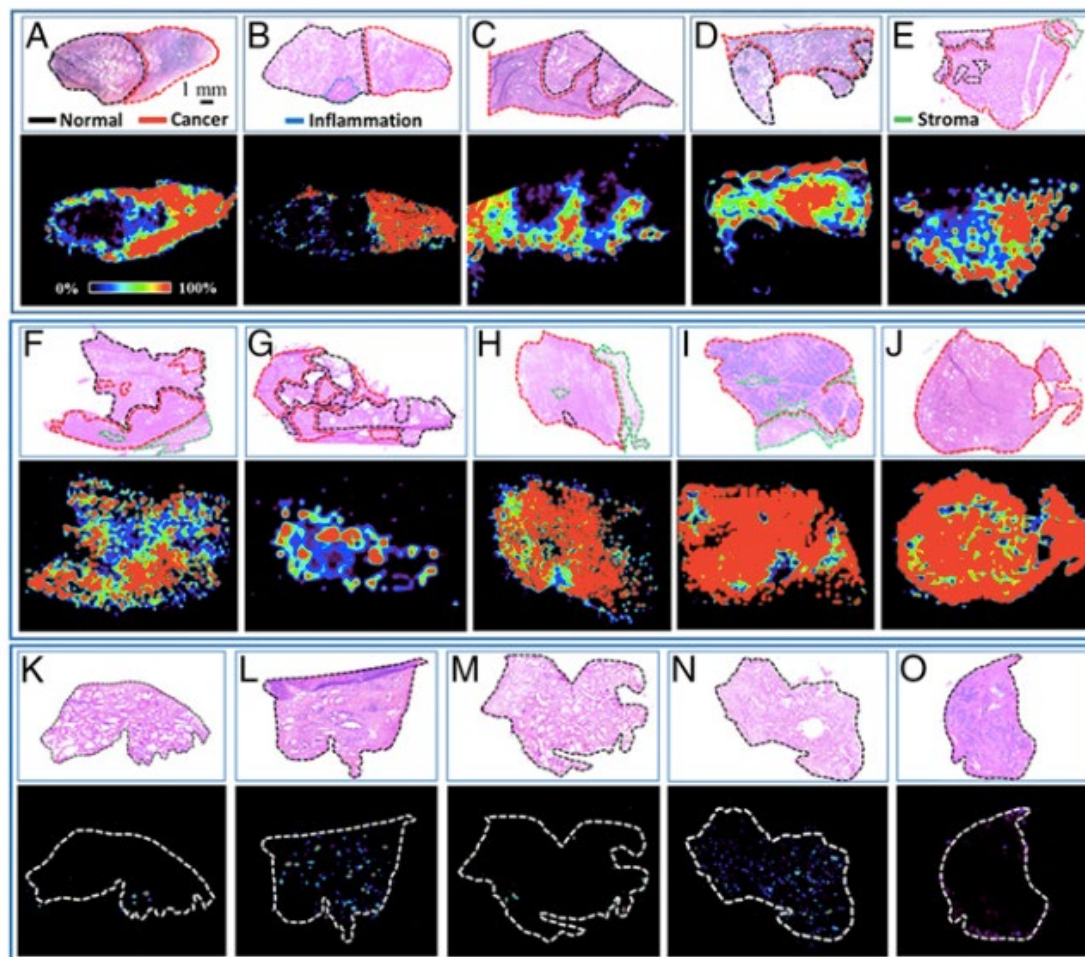 A B C D E
1 mm
Normal Cancer Inflammation Stroma
0% 100%
F G H I J
K L M N O